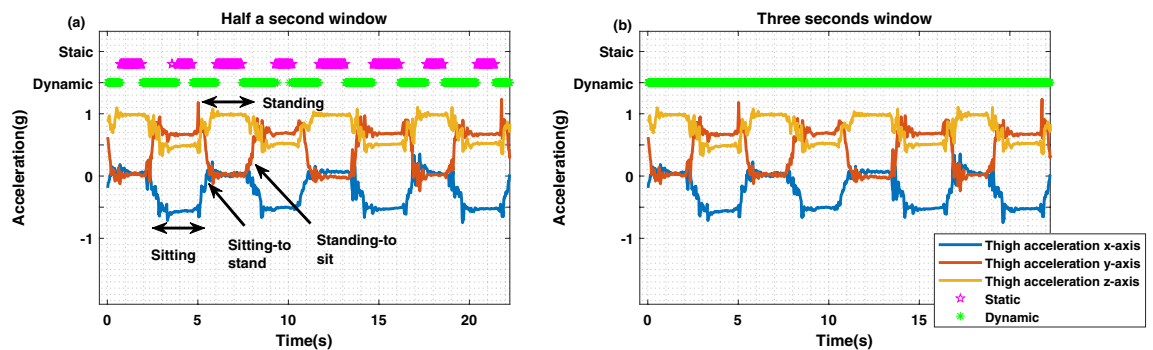 (a)
Half a second window
Staic
Dynamic
1
0
-1
Acceleration(g)
Standing
Sitting
Sitting-to
stand
Standing-to
sit
0
5
10
15
20
Time(s)
(b)
Three seconds window
Staic
Dynamic
1
0
-1
Acceleration(g)
0
5
10
15
Time(s)
Thigh acceleration x-axis
Thigh acceleration y-axis
Thigh acceleration z-axis
Static
Dynamic